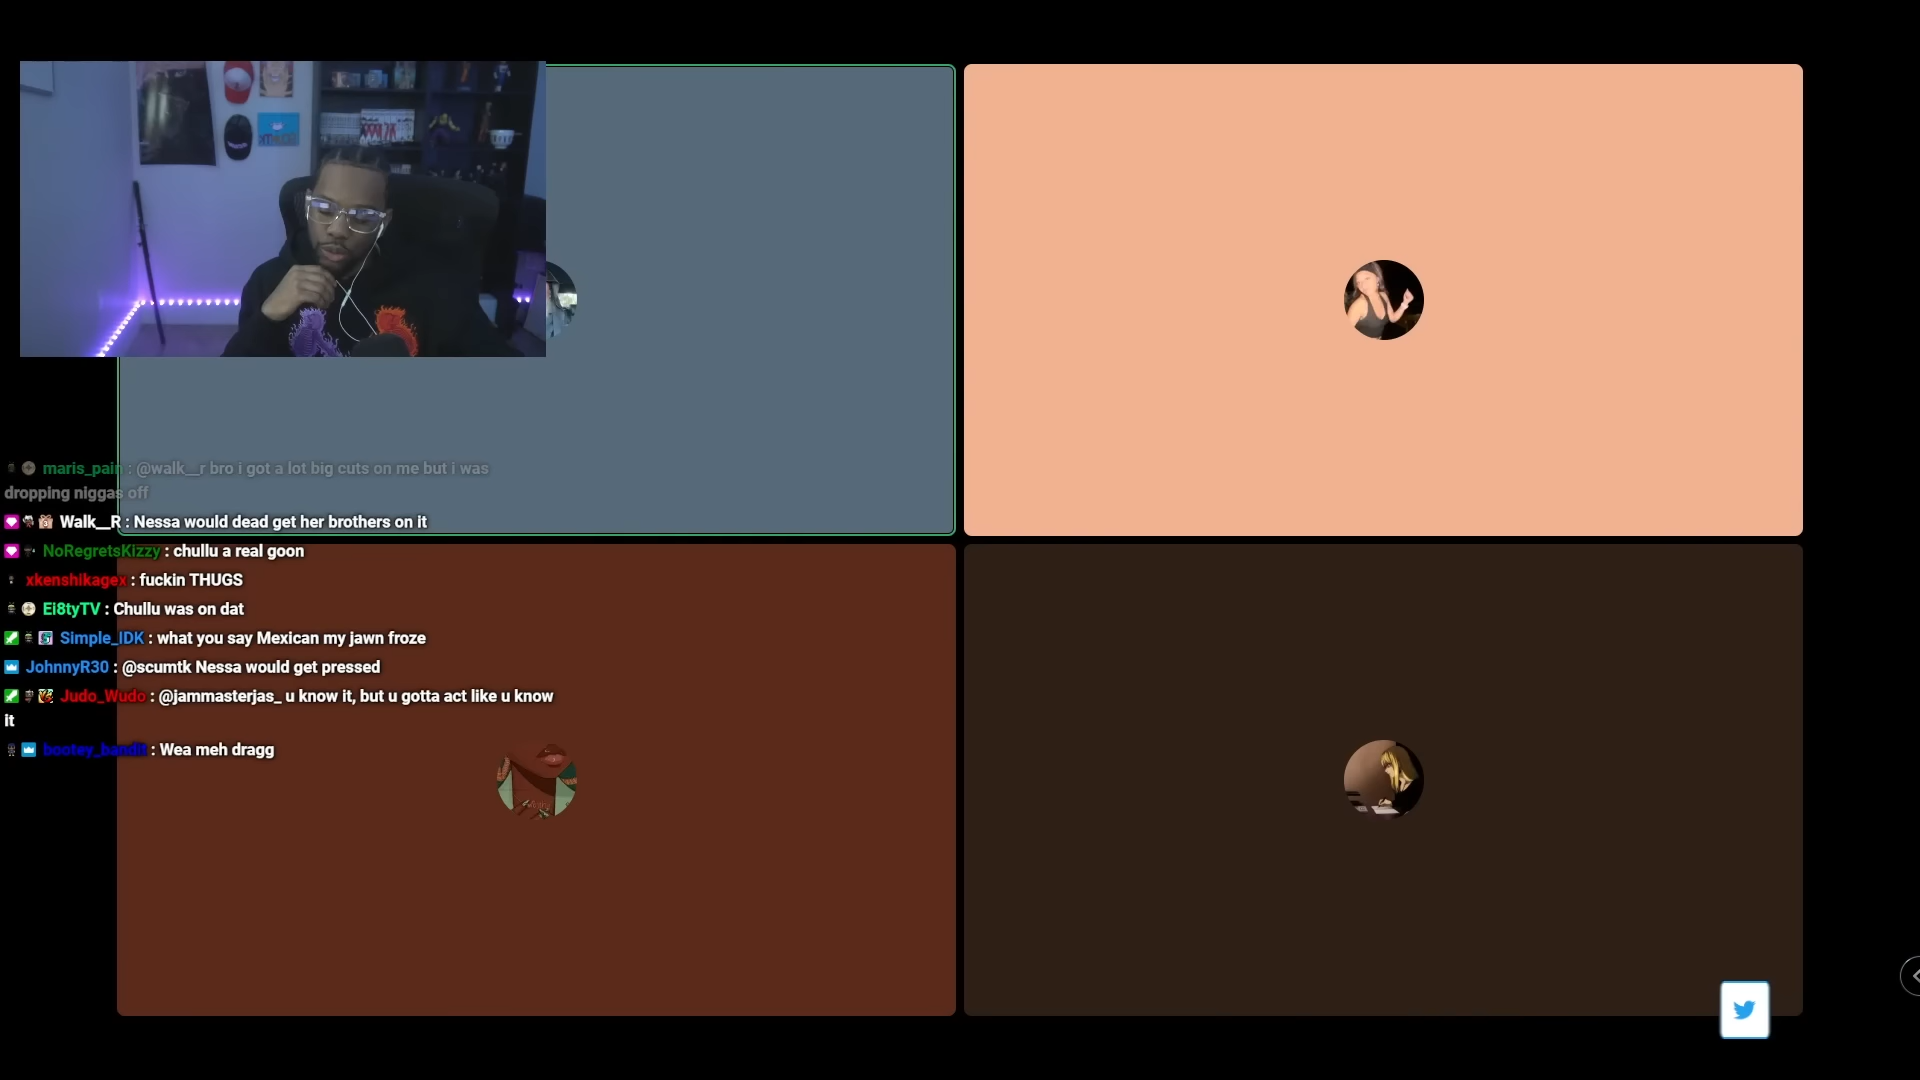 maris_pain : @walk__r bro i got a lot big cuts on me but i was
dropping niggas off
Walk__R : Nessa would dead get her brothers on it
NoRegretsKizzy : chullu a real goon
xkenshikagex : fuckin THUGS
Ei8tyTV : Chullu was on dat
Simple_IDK : what you say Mexican my jawn froze
JohnnyR30 : @scumtk Nessa would get pressed
Judo_Wudo : @jammasterjas_ u know it, but u gotta act like u know
it
: Wea meh dragg